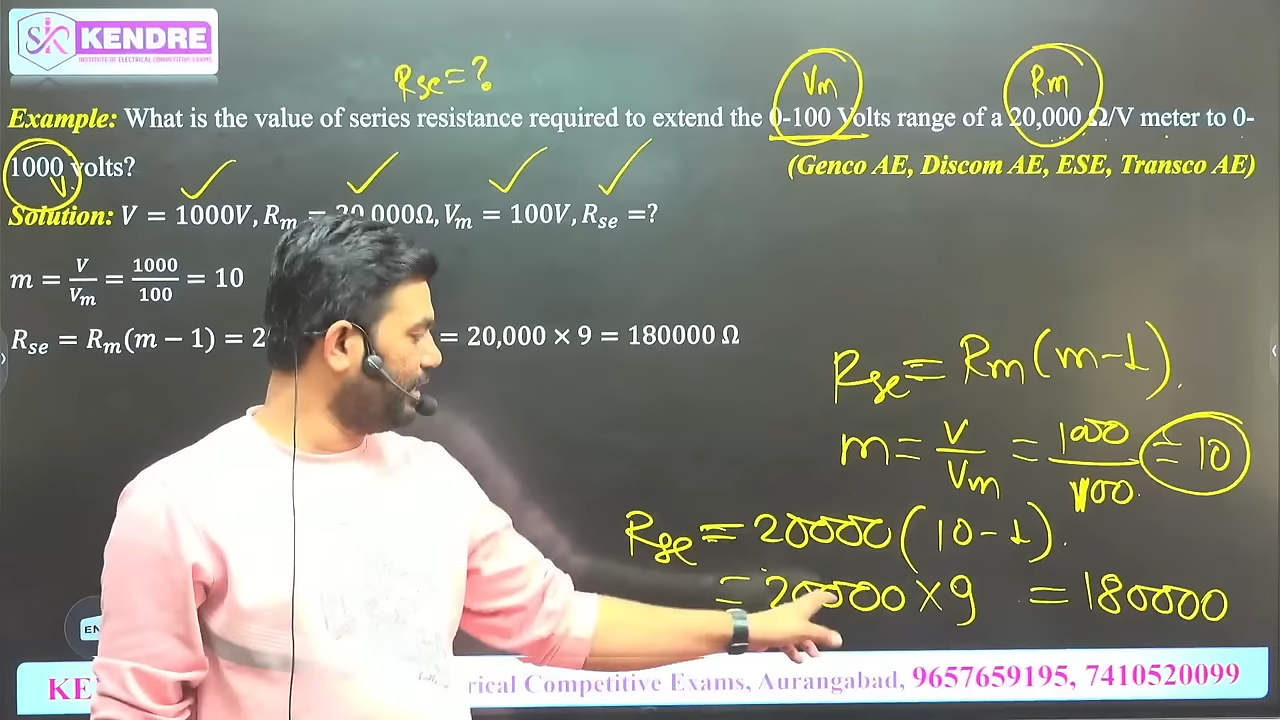 SK KENDRE
INSTITUTE OF ELECTRICAL COMPETITIVE EXAMS
Rse = ?
Vm
Rm
Example: What is the value of series resistance required to extend the 0-100 Volts range of a 20,000 Ω/V meter to 0-
1000 volts?
V.
(Genco AE, Discom AE, ESE, Transco AE)
Solution: V = 1000V, Rm = 20,000Ω, Vm = 100V, Rse =?
m = V/Vm = 1000/100 = 10
Rse = Rm(m − 1) = 2 = 20,000 × 9 = 180000 Ω
Rse = Rm(m-1).
m = V/Vm = 1000/100 = 10
Rse = 20000(10-1).
= 20000×9 = 180000
EN
KE rical Competitive Exams, Aurangabad, 9657659195, 7410520099